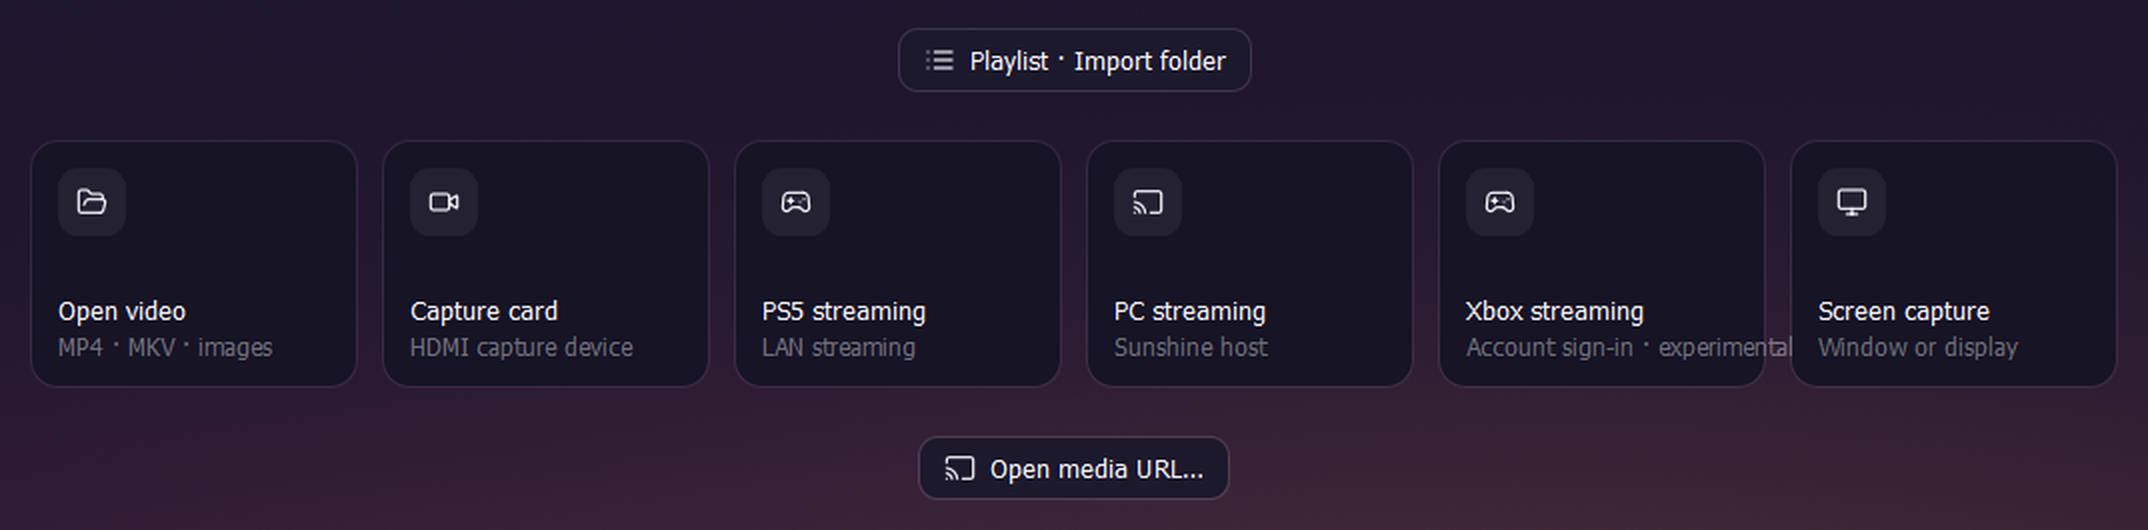 Playlist · Import folder
Open video
MP4 · MKV · images
Capture card
HDMI capture device
PS5 streaming
LAN streaming
PC streaming
Sunshine host
Xbox streaming
Account sign-in · experimental
Screen capture
Window or display
Open media URL...